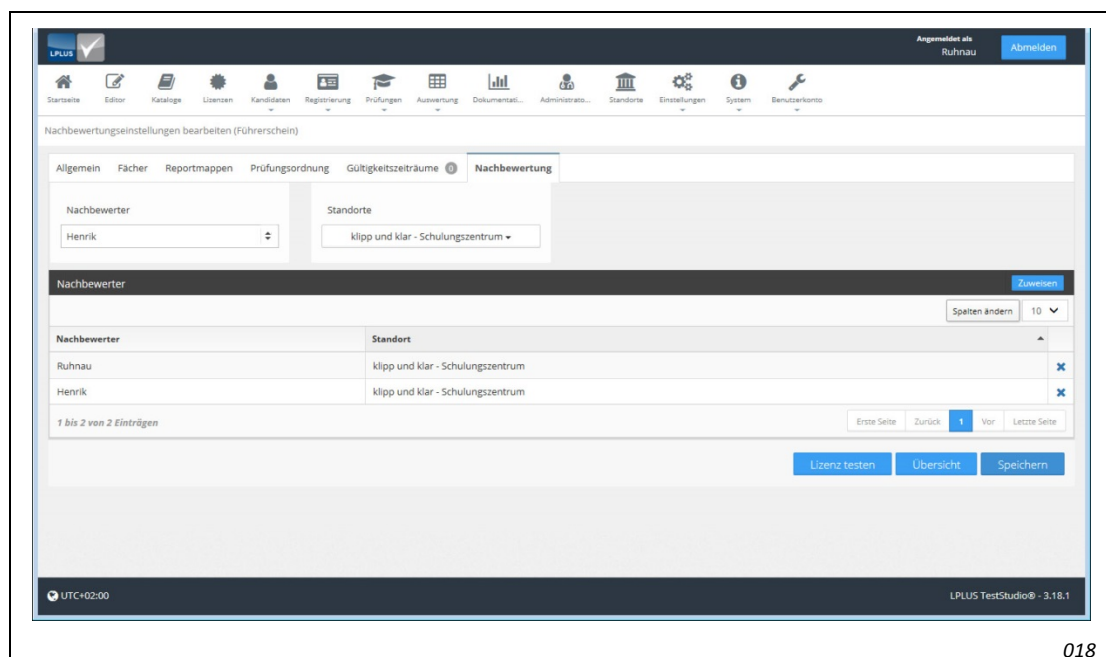 LPLUS
Angemeldet als
Ruhnau
Abmelden
Startseite Editor Kataloge Lizenzen Kandidaten Registrierung Prüfungen Auswertung Dokumentati... Administrato... Standorte Einstellungen System Benutzerkonto
Nachbewertungseinstellungen bearbeiten (Führerschein)
Allgemein Fächer Reportmappen Prüfungsordnung Gültigkeitszeiträume 0 Nachbewertung
Nachbewerter Standorte
Henrik klipp und klar - Schulungszentrum
Nachbewerter Zuweisen
Spalten ändern 10
Nachbewerter Standort
Ruhnau klipp und klar - Schulungszentrum
Henrik klipp und klar - Schulungszentrum
1 bis 2 von 2 Einträgen Erste Seite Zurück 1 Vor Letzte Seite
Lizenz testen Übersicht Speichern
UTC+02:00 LPLUS TestStudio® - 3.18.1
018